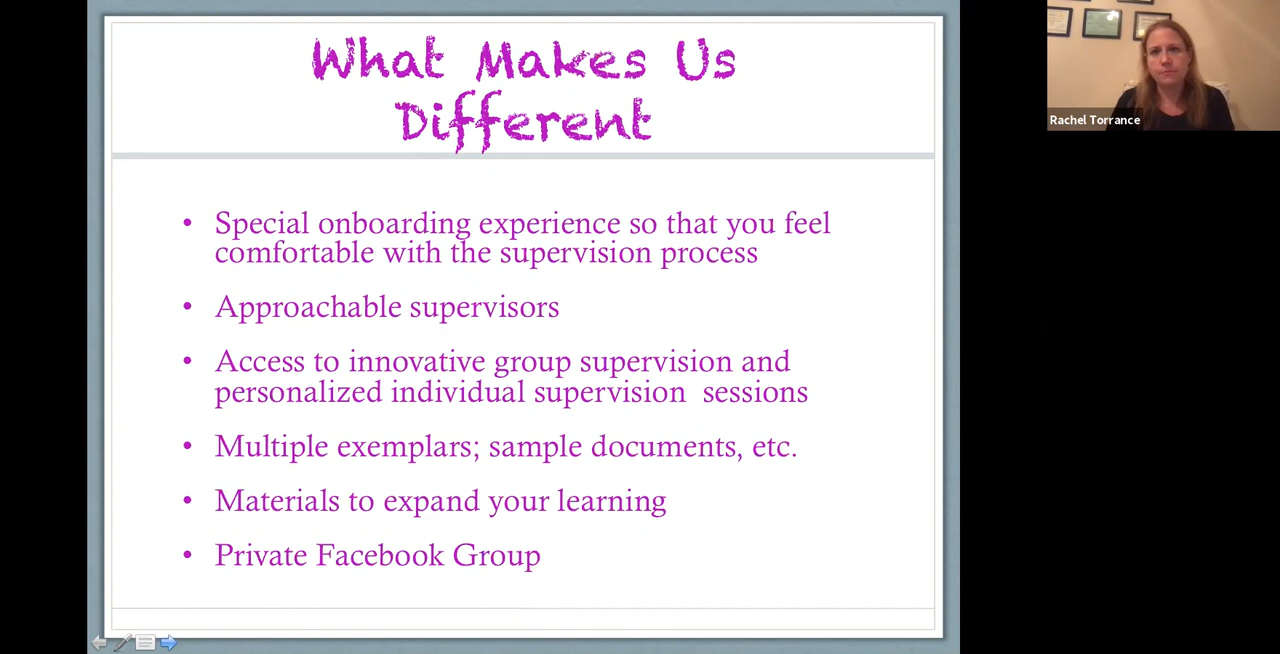 What Makes Us
Different
• Special onboarding experience so that you feel
comfortable with the supervision process
• Approachable supervisors
• Access to innovative group supervision and
personalized individual supervision  sessions
• Multiple exemplars; sample documents, etc.
• Materials to expand your learning
• Private Facebook Group
Rachel Torrance